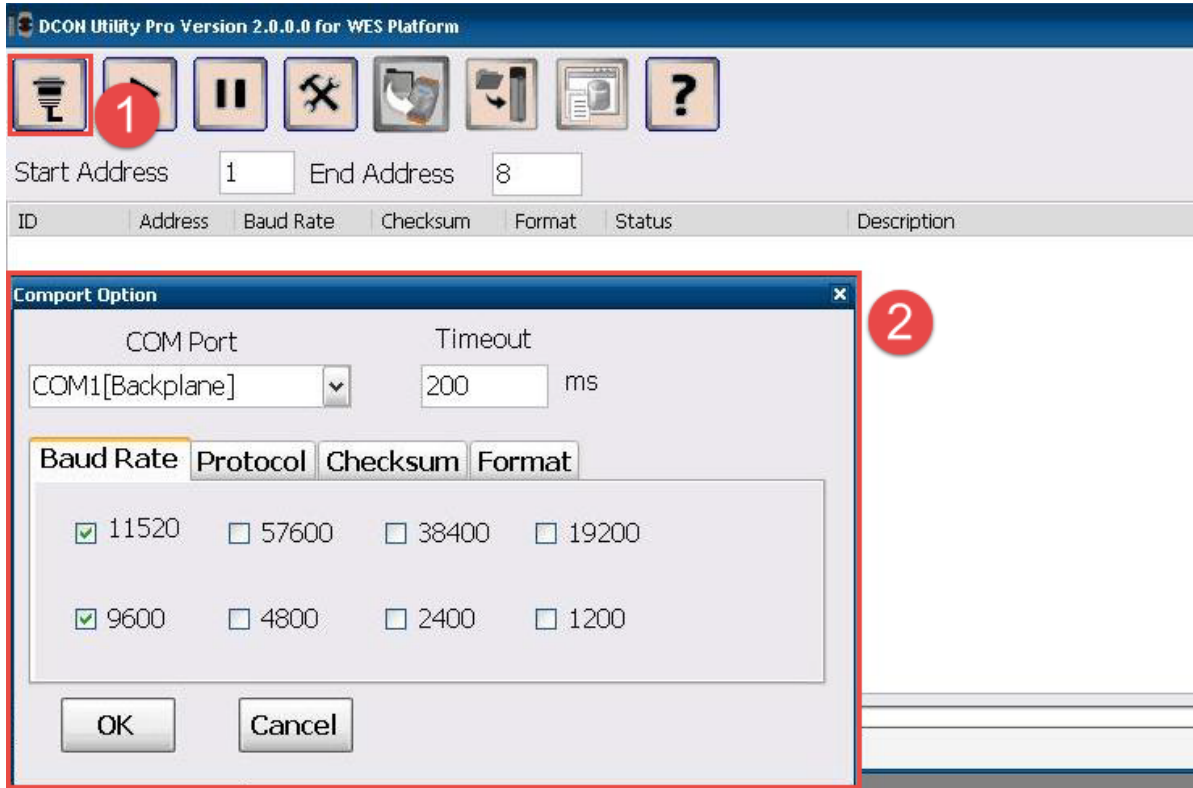 DCON Utility Pro Version 2.0.0.0 for WES Platform
1
?
Start Address 1 End Address 8
ID Address Baud Rate Checksum Format Status Description
Comport Option
2
COM Port Timeout
COM1[Backplane] 200 ms
Baud Rate Protocol Checksum Format
11520 57600 38400 19200
9600 4800 2400 1200
OK Cancel